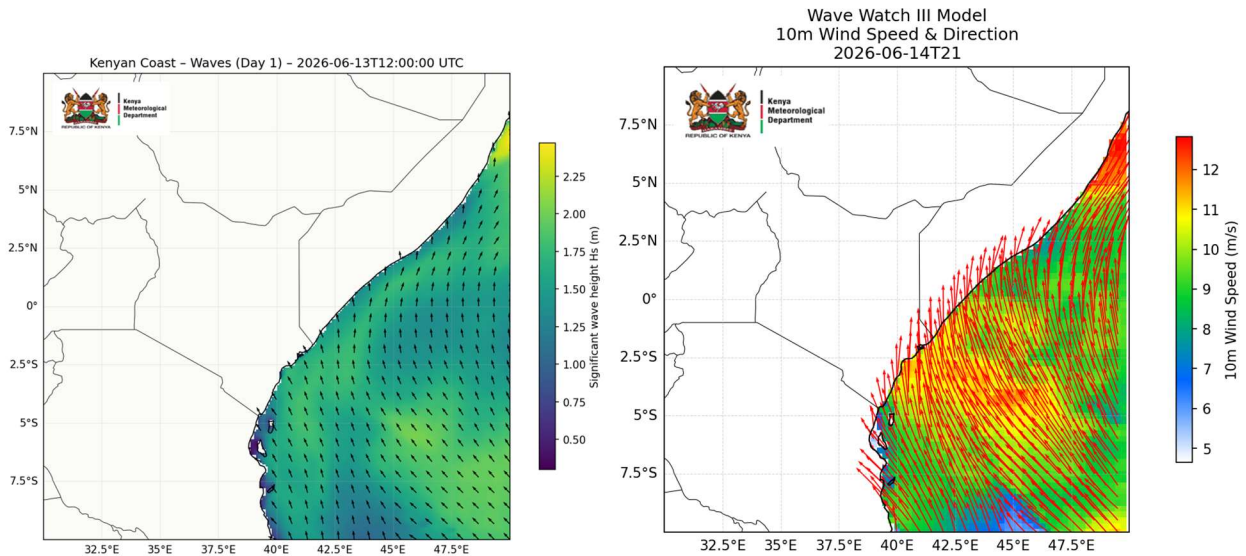 Kenyan Coast – Waves (Day 1) – 2026-06-13T12:00:00 UTC
Kenya
Meteorological
Department
REPUBLIC OF KENYA
7.5°N
5°N
2.5°N
0°
2.5°S
5°S
7.5°S
32.5°E 35°E 37.5°E 40°E 42.5°E 45°E 47.5°E
2.25
2.00
1.75
1.50
1.25
1.00
0.75
0.50
Significant wave height Hs (m)
Wave Watch III Model
10m Wind Speed & Direction
2026-06-14T21
Kenya
Meteorological
Department
REPUBLIC OF KENYA
7.5°N
5°N
2.5°N
0°
2.5°S
5°S
7.5°S
32.5°E 35°E 37.5°E 40°E 42.5°E 45°E 47.5°E
12
11
10
9
8
7
6
5
10m Wind Speed (m/s)